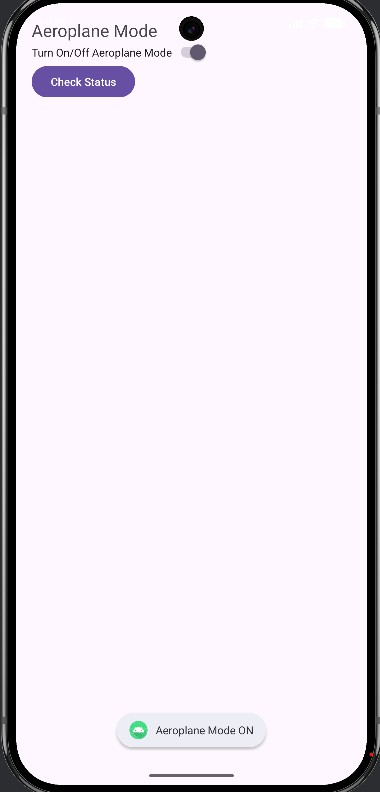 Aeroplane Mode
Turn On/Off Aeroplane Mode
Check Status
Aeroplane Mode ON